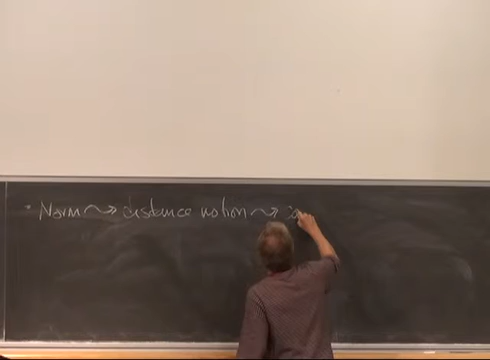 • Norm ⇝ distance notion ⇝